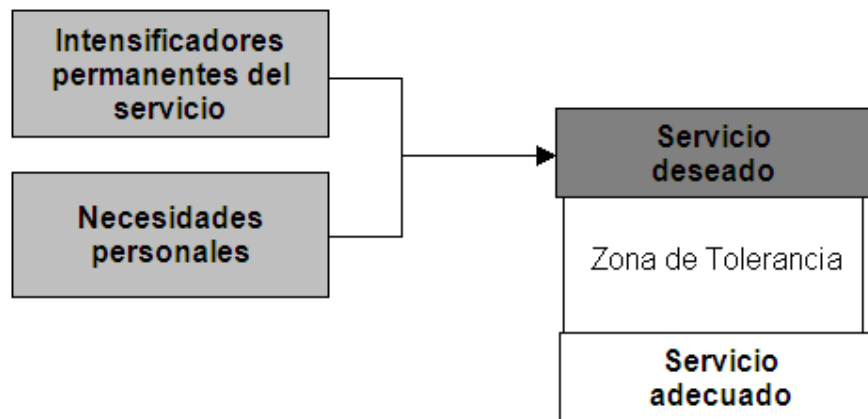 Intensificadores
permanentes del
servicio
Necesidades
personales
Servicio
deseado
Zona de Tolerancia
Servicio
adecuado